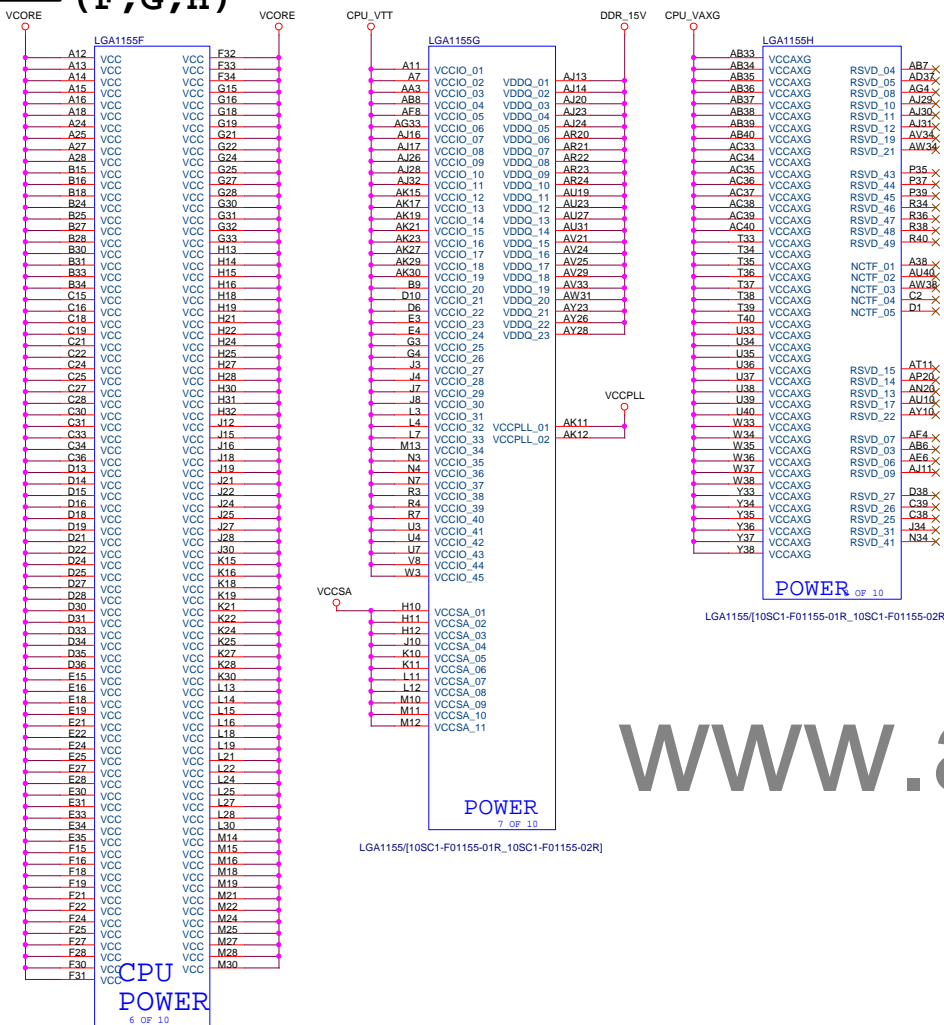 (F,G,H)
VCORE VCORE CPU_VTT DDR_15V CPU_VAXG
LGA1155F
A12 VCC VCC F32
A13 VCC VCC F33
A14 VCC VCC F34
A15 VCC VCC G15
A16 VCC VCC G16
A18 VCC VCC G18
A24 VCC VCC G19
A25 VCC VCC G21
A27 VCC VCC G22
A28 VCC VCC G24
B15 VCC VCC G25
B16 VCC VCC G27
B18 VCC VCC G28
B24 VCC VCC G30
B25 VCC VCC G31
B27 VCC VCC G32
B28 VCC VCC G33
B30 VCC VCC H13
B31 VCC VCC H14
B33 VCC VCC H15
B34 VCC VCC H16
C15 VCC VCC H18
C16 VCC VCC H19
C18 VCC VCC H21
C19 VCC VCC H22
C21 VCC VCC H24
C22 VCC VCC H25
C24 VCC VCC H27
C25 VCC VCC H28
C27 VCC VCC H30
C28 VCC VCC H31
C30 VCC VCC H32
C31 VCC VCC J12
C33 VCC VCC J15
C34 VCC VCC J16
C36 VCC VCC J18
D13 VCC VCC J19
D14 VCC VCC J21
D15 VCC VCC J22
D16 VCC VCC J24
D18 VCC VCC J25
D19 VCC VCC J27
D21 VCC VCC J28
D22 VCC VCC J30
D24 VCC VCC K15
D25 VCC VCC K16
D27 VCC VCC K18
D28 VCC VCC K19
D30 VCC VCC K21
D31 VCC VCC K22
D33 VCC VCC K24
D34 VCC VCC K25
D35 VCC VCC K27
D36 VCC VCC K28
E15 VCC VCC K30
E16 VCC VCC L13
E18 VCC VCC L14
E19 VCC VCC L15
E21 VCC VCC L16
E22 VCC VCC L18
E24 VCC VCC L19
E25 VCC VCC L21
E27 VCC VCC L22
E28 VCC VCC L24
E30 VCC VCC L25
E31 VCC VCC L27
E33 VCC VCC L28
E34 VCC VCC L30
E35 VCC VCC M14
F15 VCC VCC M15
F16 VCC VCC M16
F18 VCC VCC M18
F19 VCC VCC M19
F21 VCC VCC M21
F22 VCC VCC M22
F24 VCC VCC M24
F25 VCC VCC M25
F27 VCC VCC M27
F28 VCC VCC M28
F30 VCC VCC M30
F31 VCC
CPU
POWER
6 OF 10
LGA1155G
A11 VCCIO_01
A7 VCCIO_02 VDDQ_01 AJ13
AA3 VCCIO_03 VDDQ_02 AJ14
AB8 VCCIO_04 VDDQ_03 AJ20
AF8 VCCIO_05 VDDQ_04 AJ23
AG33 VCCIO_06 VDDQ_05 AJ24
AJ16 VCCIO_07 VDDQ_06 AR20
AJ17 VCCIO_08 VDDQ_07 AR21
AJ26 VCCIO_09 VDDQ_08 AR22
AJ28 VCCIO_10 VDDQ_09 AR23
AJ32 VCCIO_11 VDDQ_10 AR24
AK15 VCCIO_12 VDDQ_11 AU19
AK17 VCCIO_13 VDDQ_12 AU23
AK19 VCCIO_14 VDDQ_13 AU27
AK21 VCCIO_15 VDDQ_14 AU31
AK23 VCCIO_16 VDDQ_15 AV21
AK27 VCCIO_17 VDDQ_16 AV24
AK29 VCCIO_18 VDDQ_17 AV25
AK30 VCCIO_19 VDDQ_18 AV29
B9 VCCIO_20 VDDQ_19 AV33
D10 VCCIO_21 VDDQ_20 AW31
D6 VCCIO_22 VDDQ_21 AY23
E3 VCCIO_23 VDDQ_22 AY26
E4 VCCIO_24 VDDQ_23 AY28
G3 VCCIO_25
G4 VCCIO_26
J3 VCCIO_27
J4 VCCIO_28
J7 VCCIO_29
J8 VCCIO_30
VCCPLL
L3 VCCIO_31
L4 VCCIO_32 VCCPLL_01 AK11
L7 VCCIO_33 VCCPLL_02 AK12
M13 VCCIO_34
N3 VCCIO_35
N4 VCCIO_36
N7 VCCIO_37
R3 VCCIO_38
R4 VCCIO_39
R7 VCCIO_40
U3 VCCIO_41
U4 VCCIO_42
U7 VCCIO_43
V8 VCCIO_44
W3 VCCIO_45
VCCSA
H10 VCCSA_01
H11 VCCSA_02
H12 VCCSA_03
J10 VCCSA_04
K10 VCCSA_05
K11 VCCSA_06
L11 VCCSA_07
L12 VCCSA_08
M10 VCCSA_09
M11 VCCSA_10
M12 VCCSA_11
POWER
7 OF 10
LGA1155/[10SC1-F01155-01R_10SC1-F01155-02R]
LGA1155H
AB33 VCCAXG
AB34 VCCAXG RSVD_04 AB7
AB35 VCCAXG RSVD_05 AD37
AB36 VCCAXG RSVD_08 AG4
AB37 VCCAXG RSVD_10 AJ29
AB38 VCCAXG RSVD_11 AJ30
AB39 VCCAXG RSVD_12 AJ31
AB40 VCCAXG RSVD_19 AV34
AC33 VCCAXG RSVD_21 AW34
AC34 VCCAXG
AC35 VCCAXG RSVD_43 P35
AC36 VCCAXG RSVD_44 P37
AC37 VCCAXG RSVD_45 P39
AC38 VCCAXG RSVD_46 R34
AC39 VCCAXG RSVD_47 R36
AC40 VCCAXG RSVD_48 R38
T33 VCCAXG RSVD_49 R40
T34 VCCAXG
T35 VCCAXG NCTF_01 A38
T36 VCCAXG NCTF_02 AU40
T37 VCCAXG NCTF_03 AW38
T38 VCCAXG NCTF_04 C2
T39 VCCAXG NCTF_05 D1
T40 VCCAXG
U33 VCCAXG
U34 VCCAXG
U35 VCCAXG
U36 VCCAXG RSVD_15 AT11
U37 VCCAXG RSVD_14 AP20
U38 VCCAXG RSVD_13 AN20
U39 VCCAXG RSVD_17 AU10
U40 VCCAXG RSVD_22 AY10
W33 VCCAXG
W34 VCCAXG RSVD_07 AF4
W35 VCCAXG RSVD_03 AB6
W36 VCCAXG RSVD_06 AE6
W37 VCCAXG RSVD_09 AJ11
W38 VCCAXG
Y33 VCCAXG RSVD_27 D38
Y34 VCCAXG RSVD_26 C39
Y35 VCCAXG RSVD_25 C38
Y36 VCCAXG RSVD_31 J34
Y37 VCCAXG RSVD_41 N34
Y38 VCCAXG
POWER
OF 10
LGA1155/[10SC1-F01155-01R_10SC1-F01155-02R
www.a